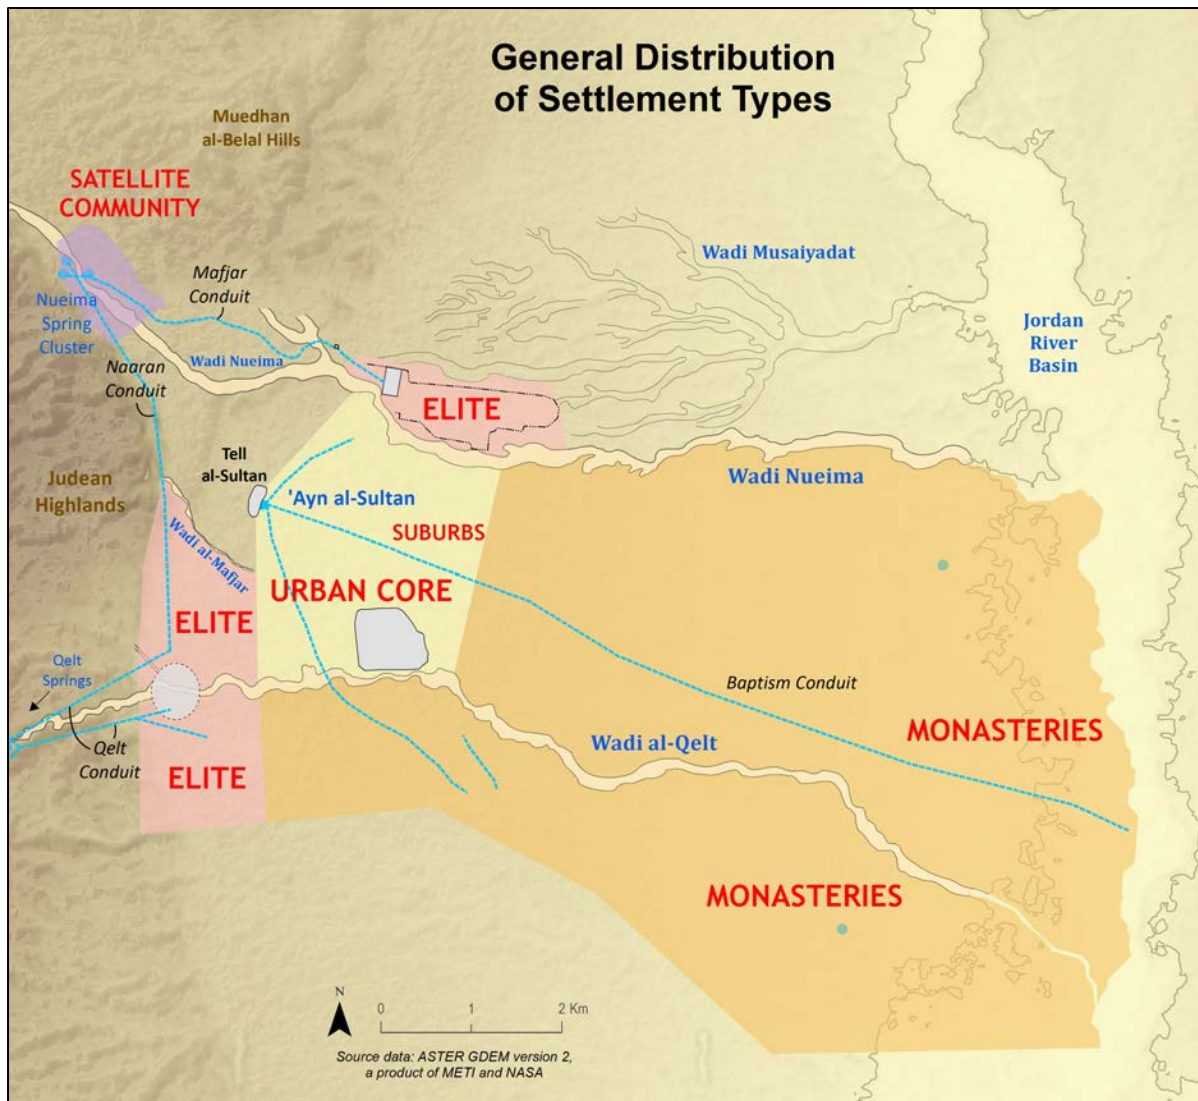 General Distribution
of Settlement Types
Muedhan
al-Belal Hills
SATELLITE
COMMUNITY
Wadi Musaiyadat
Mafjar
Conduit
Nueima
Spring
Cluster
Jordan
River
Basin
Wadi Nueima
Naaran
Conduit
ELITE
Tell
al-Sultan
Judean
Highlands
Wadi Nueima
'Ayn al-Sultan
SUBURBS
Wadi al-Mafjar
URBAN CORE
ELITE
Qelt
Springs
Baptism Conduit
MONASTERIES
Wadi al-Qelt
Qelt
Conduit
ELITE
MONASTERIES
N
0 1 2 Km
Source data: ASTER GDEM version 2,
a product of METI and NASA